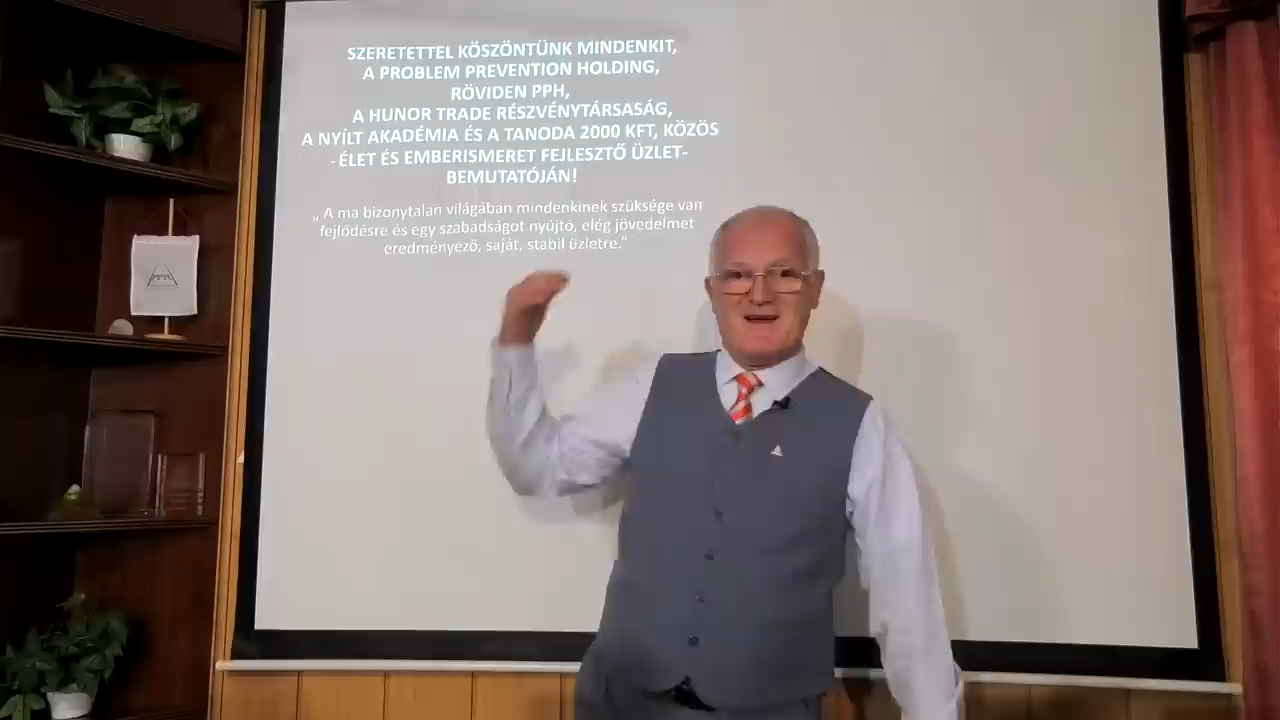 SZERETETTEL KÖSZÖNTÜNK MINDENKIT,
A PROBLEM PREVENTION HOLDING,
RÖVIDEN PPH,
A HUNOR TRADE RÉSZVÉNYTÁRSASÁG,
A NYÍLT AKADÉMIA ÉS A TANODA 2000 KFT, KÖZÖS
- ÉLET ÉS EMBERISMERET FEJLESZTŐ ÜZLET-
BEMUTATÓJÁN!
„ A ma bizonytalan világában mindenkinek szüksége van
fejlődésre és egy szabadságot nyújtó, elég jövedelmet
eredményező, saját, stabil üzletre.”